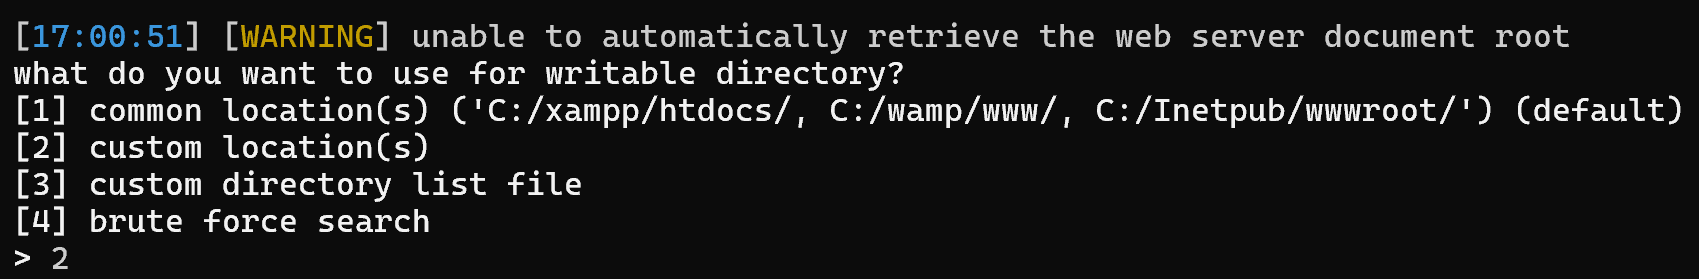 [17:00:51] [WARNING] unable to automatically retrieve the web server document root
what do you want to use for writable directory?
[1] common location(s) ('C:/xampp/htdocs/, C:/wamp/www/, C:/Inetpub/wwwroot/') (default)
[2] custom location(s)
[3] custom directory list file
[4] brute force search
> 2